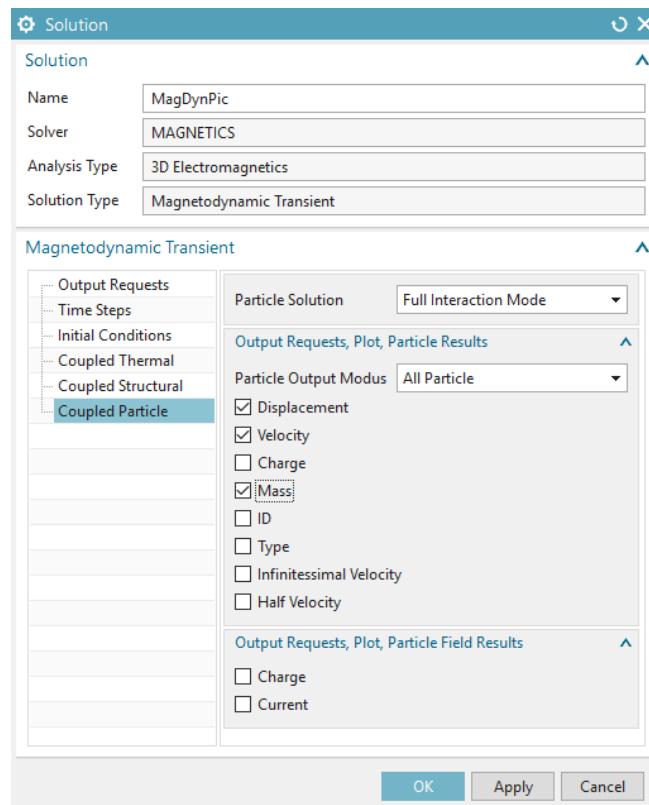 Solution
Solution
Name MagDynPic
Solver MAGNETICS
Analysis Type 3D Electromagnetics
Solution Type Magnetodynamic Transient
Magnetodynamic Transient
Output Requests
Time Steps
Initial Conditions
Coupled Thermal
Coupled Structural
Coupled Particle
Particle Solution Full Interaction Mode
Output Requests, Plot, Particle Results
Particle Output Modus All Particle
Displacement
Velocity
Charge
Mass
ID
Type
Infinitessimal Velocity
Half Velocity
Output Requests, Plot, Particle Field Results
Charge
Current
OK Apply Cancel